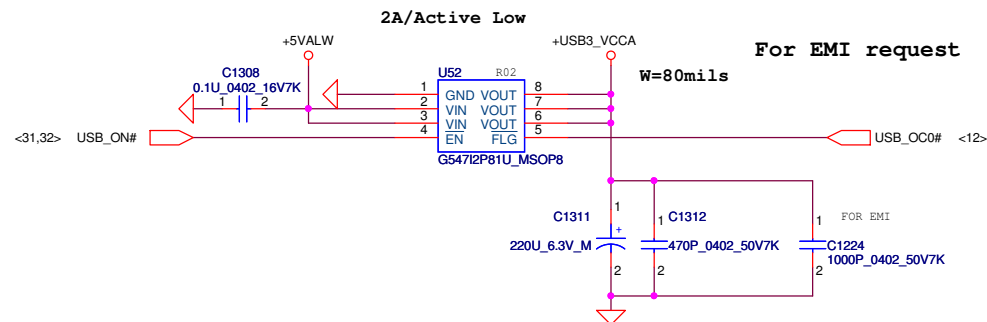 2A/Active Low
+5VALW
+USB3_VCCA
For EMI request
U52 R02
W=80mils
C1308
0.1U_0402_16V7K
1 2
1 GND VOUT 8
2 VIN VOUT 7
3 VIN VOUT 6
4 EN FLG 5
G547I2P81U_MSOP8
<31,32> USB_ON#
USB_OC0# <12>
C1311 1
220U_6.3V_M
+
2
1 C1312
470P_0402_50V7K
2
1 FOR EMI
C1224
1000P_0402_50V7K
2